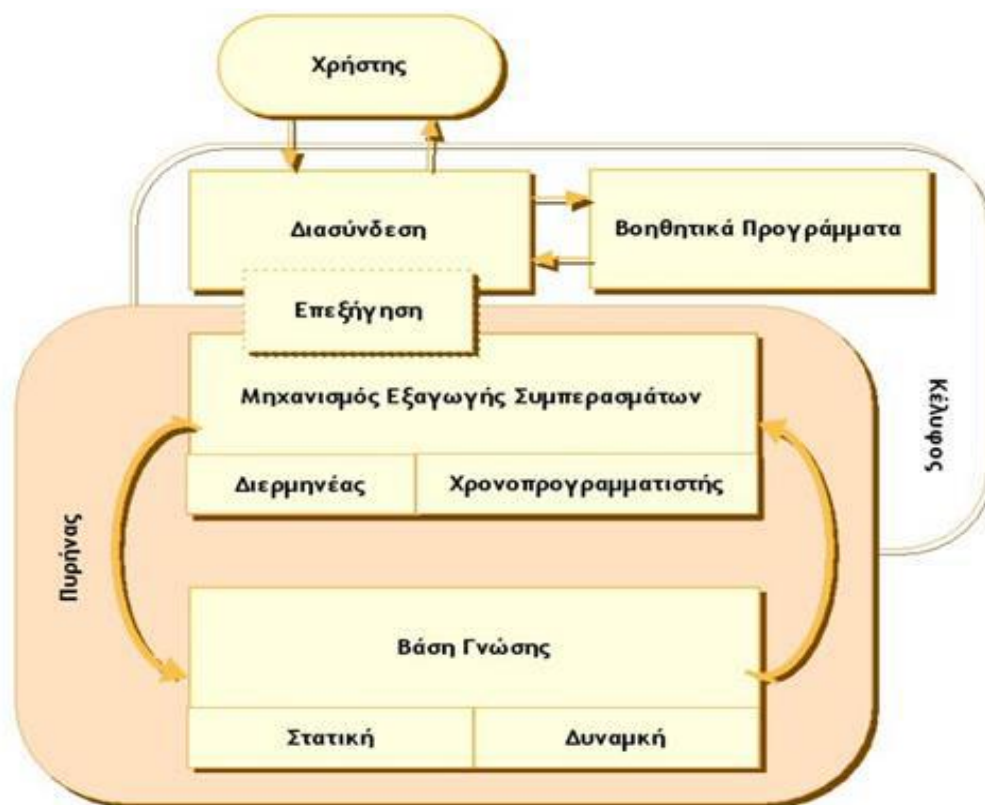 Χρήστης
Διασύνδεση
Βοηθητικά Προγράμματα
Επεξήγηση
Μηχανισμός Εξαγωγής Συμπερασμάτων
Διερμηνέας
Χρονοπρογραμματιστής
Κέλυφος
Πυρήνας
Βάση Γνώσης
Στατική
Δυναμκή